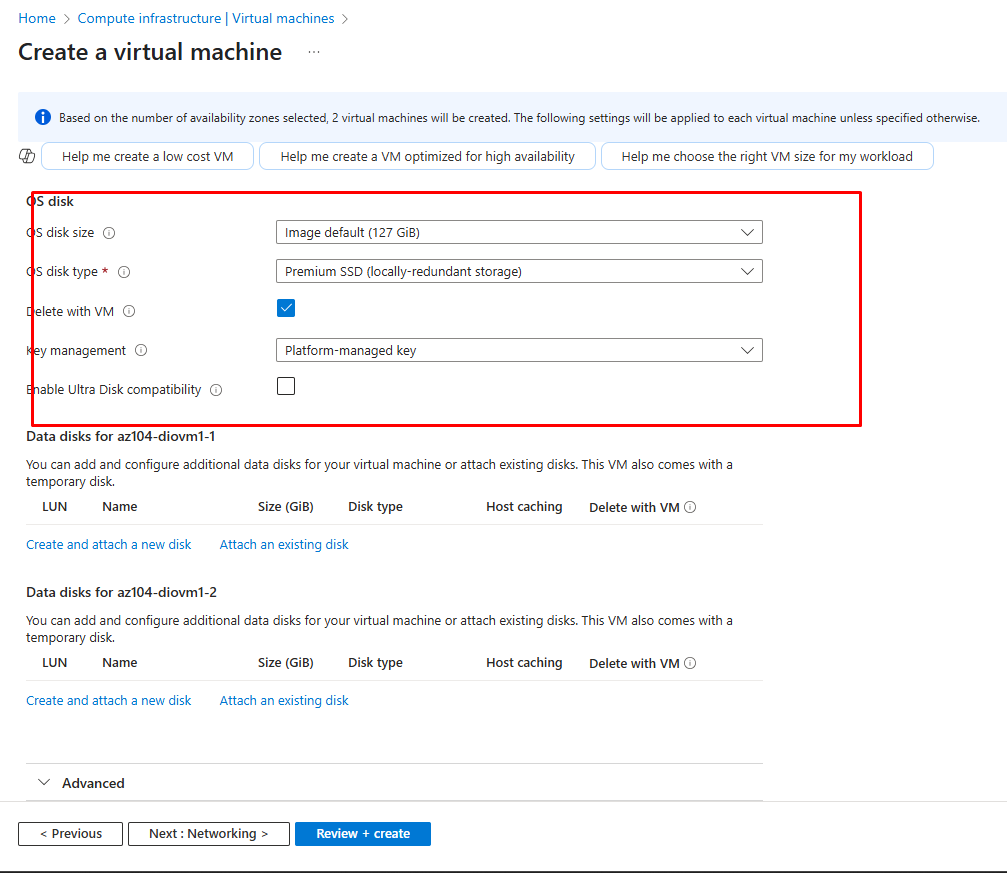 Home > Compute infrastructure | Virtual machines >
Create a virtual machine ...
Based on the number of availability zones selected, 2 virtual machines will be created. The following settings will be applied to each virtual machine unless specified otherwise.
Help me create a low cost VM Help me create a VM optimized for high availability Help me choose the right VM size for my workload
OS disk
OS disk size Image default (127 GiB)
OS disk type * Premium SSD (locally-redundant storage)
Delete with VM
Key management Platform-managed key
Enable Ultra Disk compatibility
Data disks for az104-diovm1-1
You can add and configure additional data disks for your virtual machine or attach existing disks. This VM also comes with a
temporary disk.
LUN Name Size (GiB) Disk type Host caching Delete with VM
Create and attach a new disk Attach an existing disk
Data disks for az104-diovm1-2
You can add and configure additional data disks for your virtual machine or attach existing disks. This VM also comes with a
temporary disk.
LUN Name Size (GiB) Disk type Host caching Delete with VM
Create and attach a new disk Attach an existing disk
Advanced
< Previous Next : Networking > Review + create